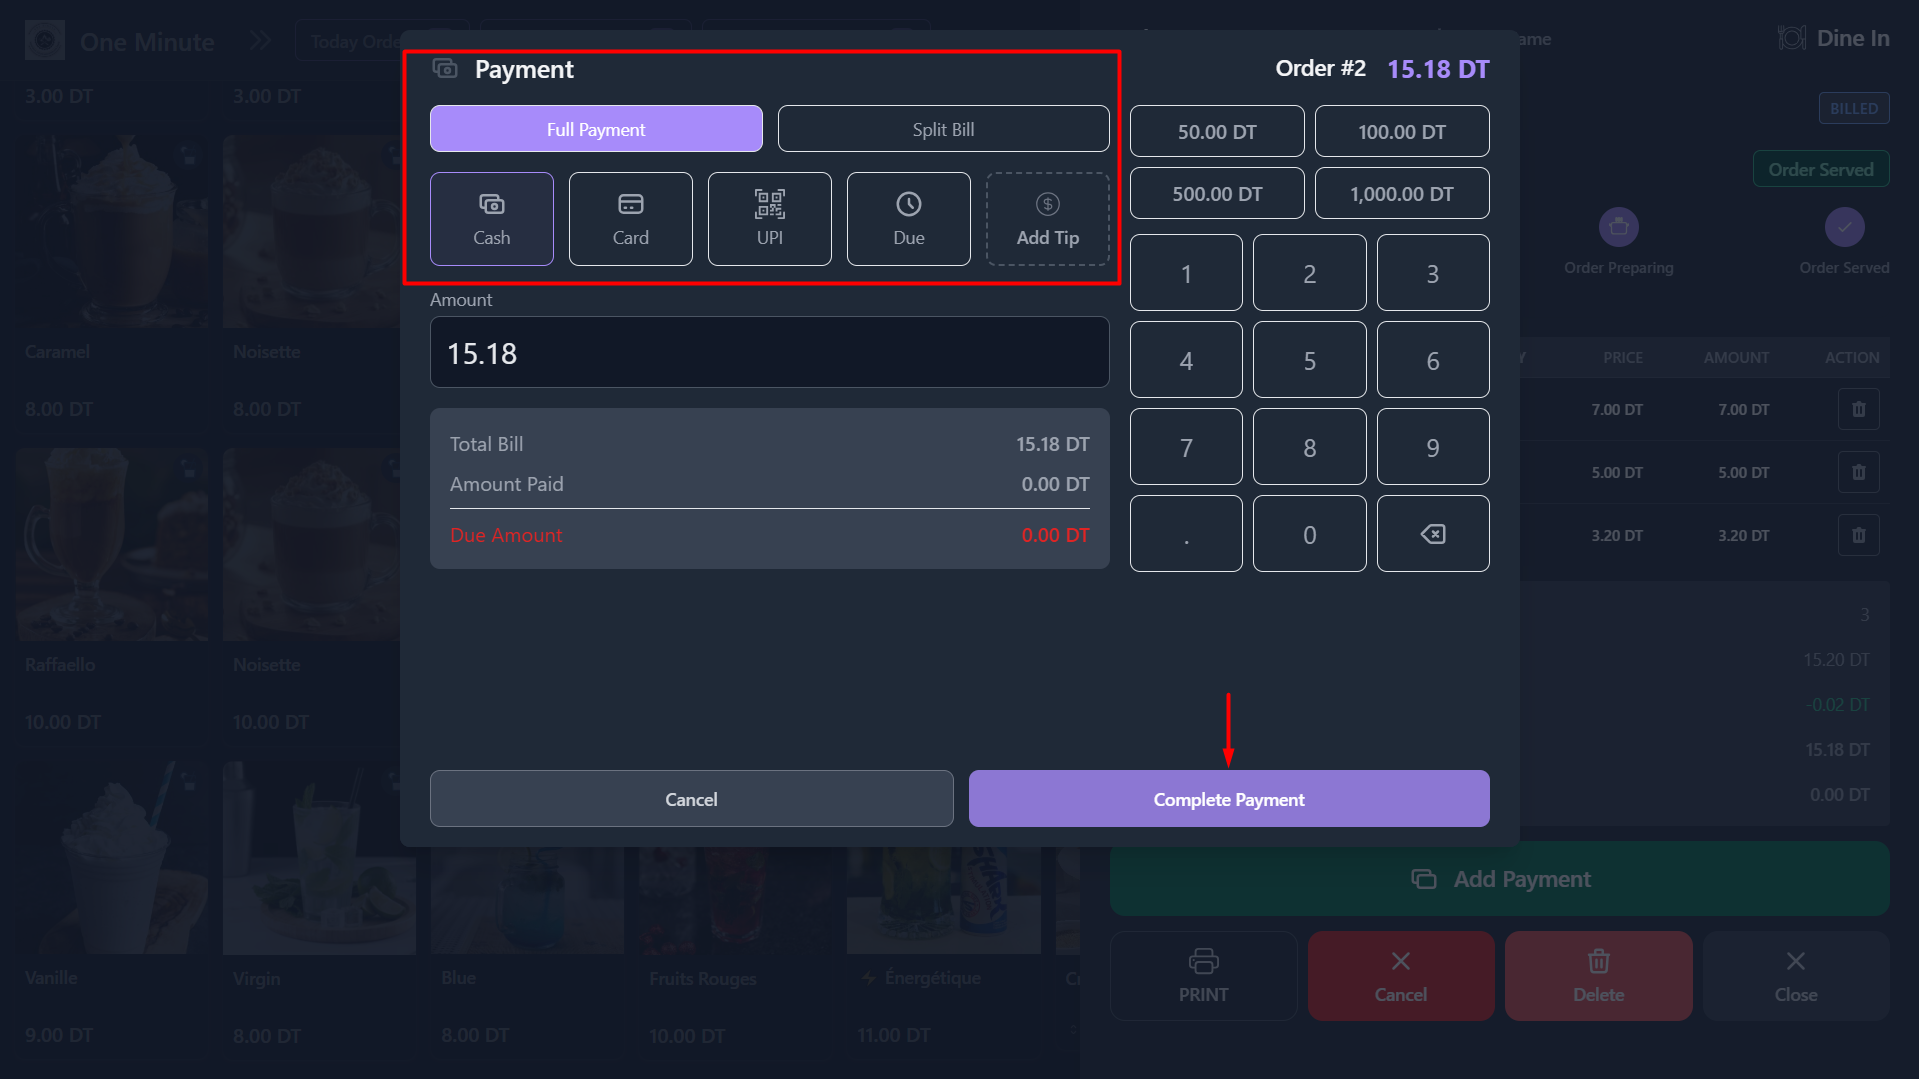 One Minute
Today Orde
ame
Dine In
3.00 DT
3.00 DT
Payment
Order #2 15.18 DT
BILLED
Full Payment
Split Bill
50.00 DT
100.00 DT
Order Served
500.00 DT
1,000.00 DT
Cash
Card
UPI
Due
Add Tip
Order Preparing
Order Served
1
2
3
Amount
15.18
4
5
6
Caramel
Noisette
Y PRICE AMOUNT ACTION
8.00 DT
8.00 DT
7.00 DT 7.00 DT
Total Bill 15.18 DT
7
8
9
Amount Paid 0.00 DT
5.00 DT 5.00 DT
Due Amount 0.00 DT
.
0
3.20 DT 3.20 DT
3
Raffaello
Noisette
15.20 DT
-0.02 DT
10.00 DT
10.00 DT
15.18 DT
Cancel
Complete Payment
0.00 DT
Add Payment
Vanille
Virgin
Blue
Fruits Rouges
Énergétique
C
PRINT
Cancel
Delete
Close
9.00 DT
8.00 DT
8.00 DT
10.00 DT
11.00 DT